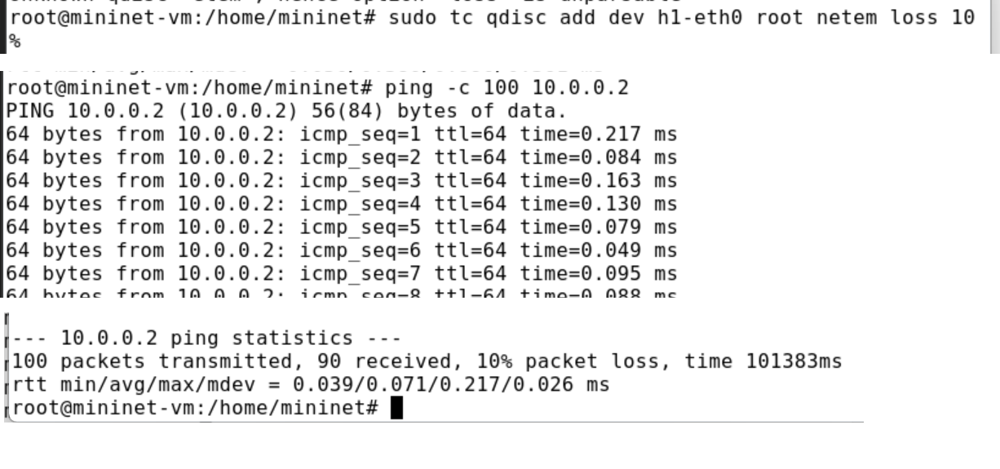 root@mininet-vm:/home/mininet# sudo tc qdisc add dev h1-eth0 root netem loss 10
%
root@mininet-vm:/home/mininet# ping -c 100 10.0.0.2
PING 10.0.0.2 (10.0.0.2) 56(84) bytes of data.
64 bytes from 10.0.0.2: icmp_seq=1 ttl=64 time=0.217 ms
64 bytes from 10.0.0.2: icmp_seq=2 ttl=64 time=0.084 ms
64 bytes from 10.0.0.2: icmp_seq=3 ttl=64 time=0.163 ms
64 bytes from 10.0.0.2: icmp_seq=4 ttl=64 time=0.130 ms
64 bytes from 10.0.0.2: icmp_seq=5 ttl=64 time=0.079 ms
64 bytes from 10.0.0.2: icmp_seq=6 ttl=64 time=0.049 ms
64 bytes from 10.0.0.2: icmp_seq=7 ttl=64 time=0.095 ms
64 bytes from 10.0.0.2: icmp_seq=8 ttl=64 time=0.088 ms
--- 10.0.0.2 ping statistics ---
100 packets transmitted, 90 received, 10% packet loss, time 101383ms
rtt min/avg/max/mdev = 0.039/0.071/0.217/0.026 ms
root@mininet-vm:/home/mininet#